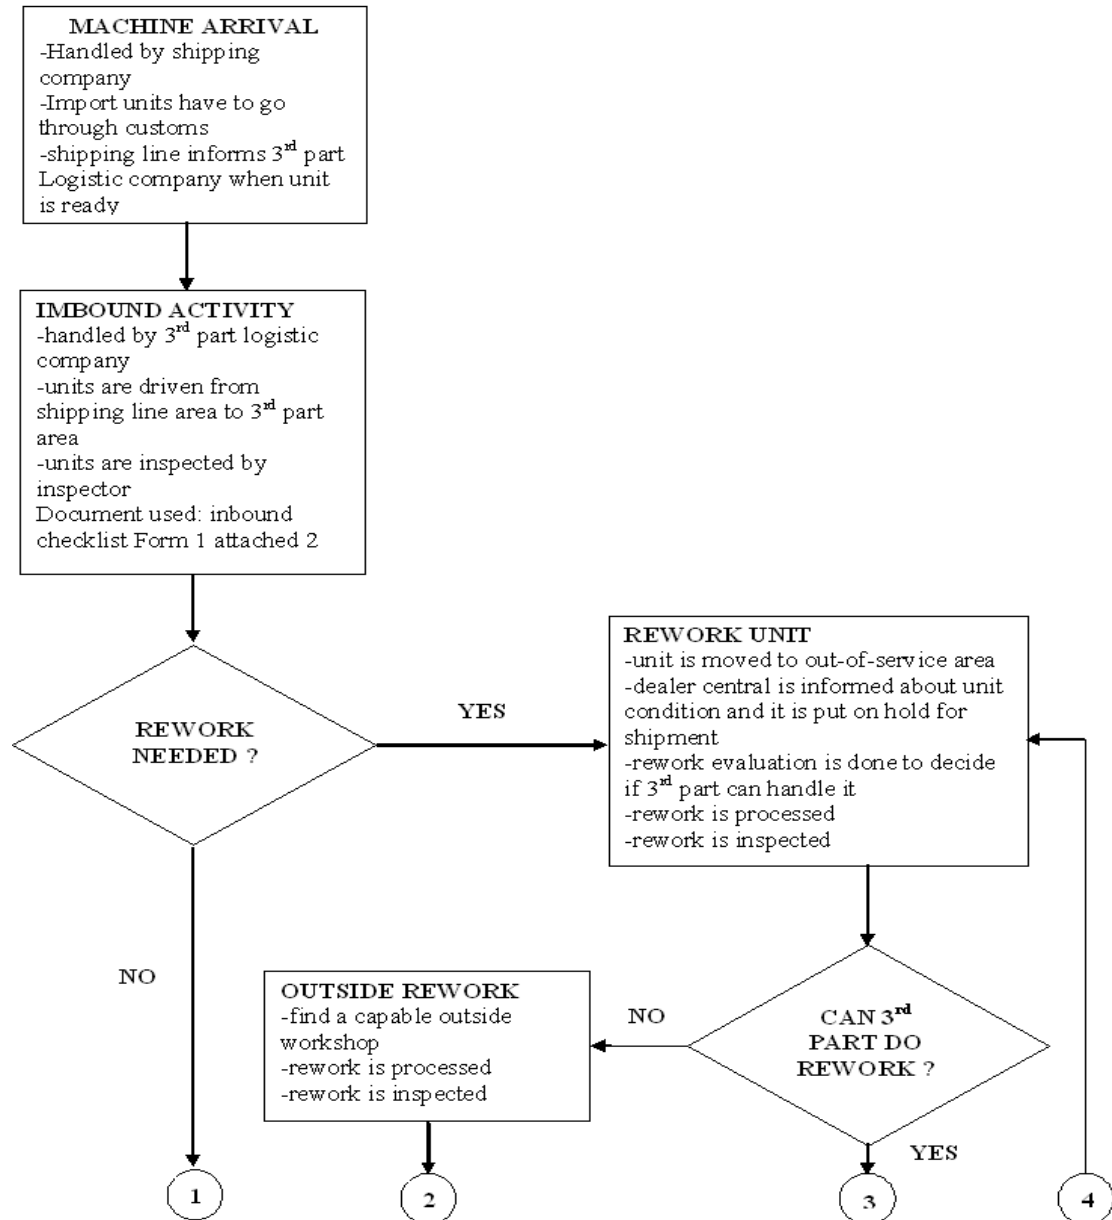 MACHINE ARRIVAL
-Handled by shipping
company
-Import units have to go
through customs
-shipping line informs 3rd part
Logistic company when unit
is ready
IMBOUND ACTIVITY
-handled by 3rd part logistic
company
-units are driven from
shipping line area to 3rd part
area
-units are inspected by
inspector
Document used: inbound
checklist Form 1 attached 2
REWORK
NEEDED ?
YES
REWORK UNIT
-unit is moved to out-of-service area
-dealer central is informed about unit
condition and it is put on hold for
shipment
-rework evaluation is done to decide
if 3rd part can handle it
-rework is processed
-rework is inspected
NO
OUTSIDE REWORK
-find a capable outside
workshop
-rework is processed
-rework is inspected
NO
CAN 3rd
PART DO
REWORK ?
YES
1
2
3
4